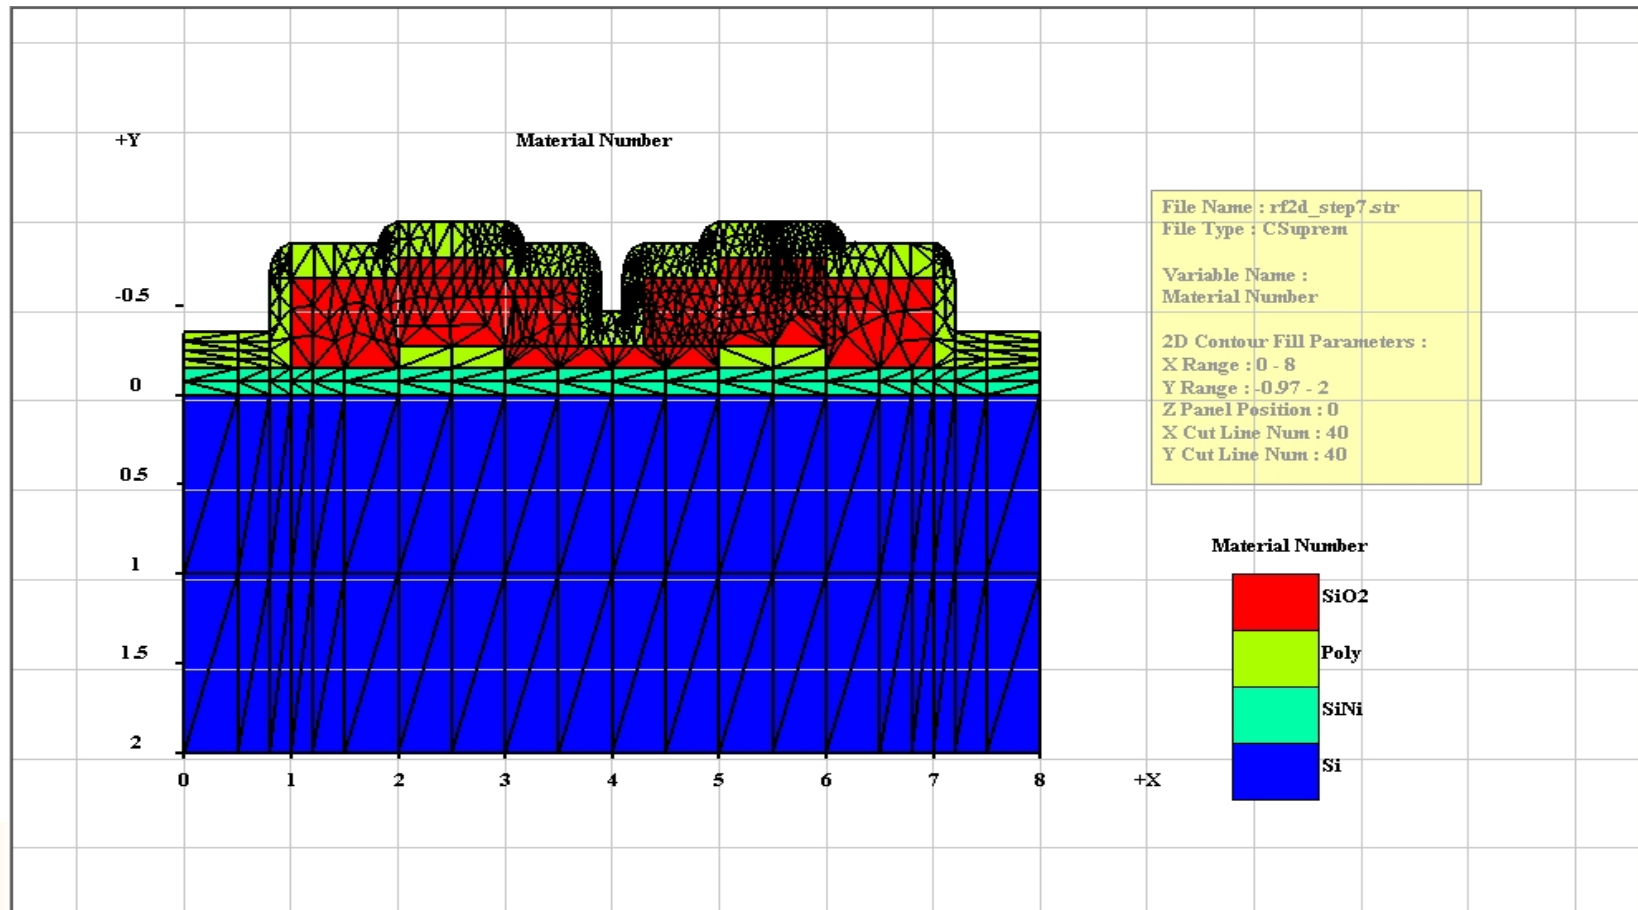 +Y
Material Number
-0.5
0
0.5
1
1.5
2
0 1 2 3 4 5 6 7 8 +X
File Name : rf2d_step7.str
File Type : CSuprem
Variable Name :
Material Number
2D Contour Fill Parameters :
X Range : 0 - 8
Y Range : -0.97 - 2
Z Panel Position : 0
X Cut Line Num : 40
Y Cut Line Num : 40
Material Number
SiO2
Poly
SiNi
Si